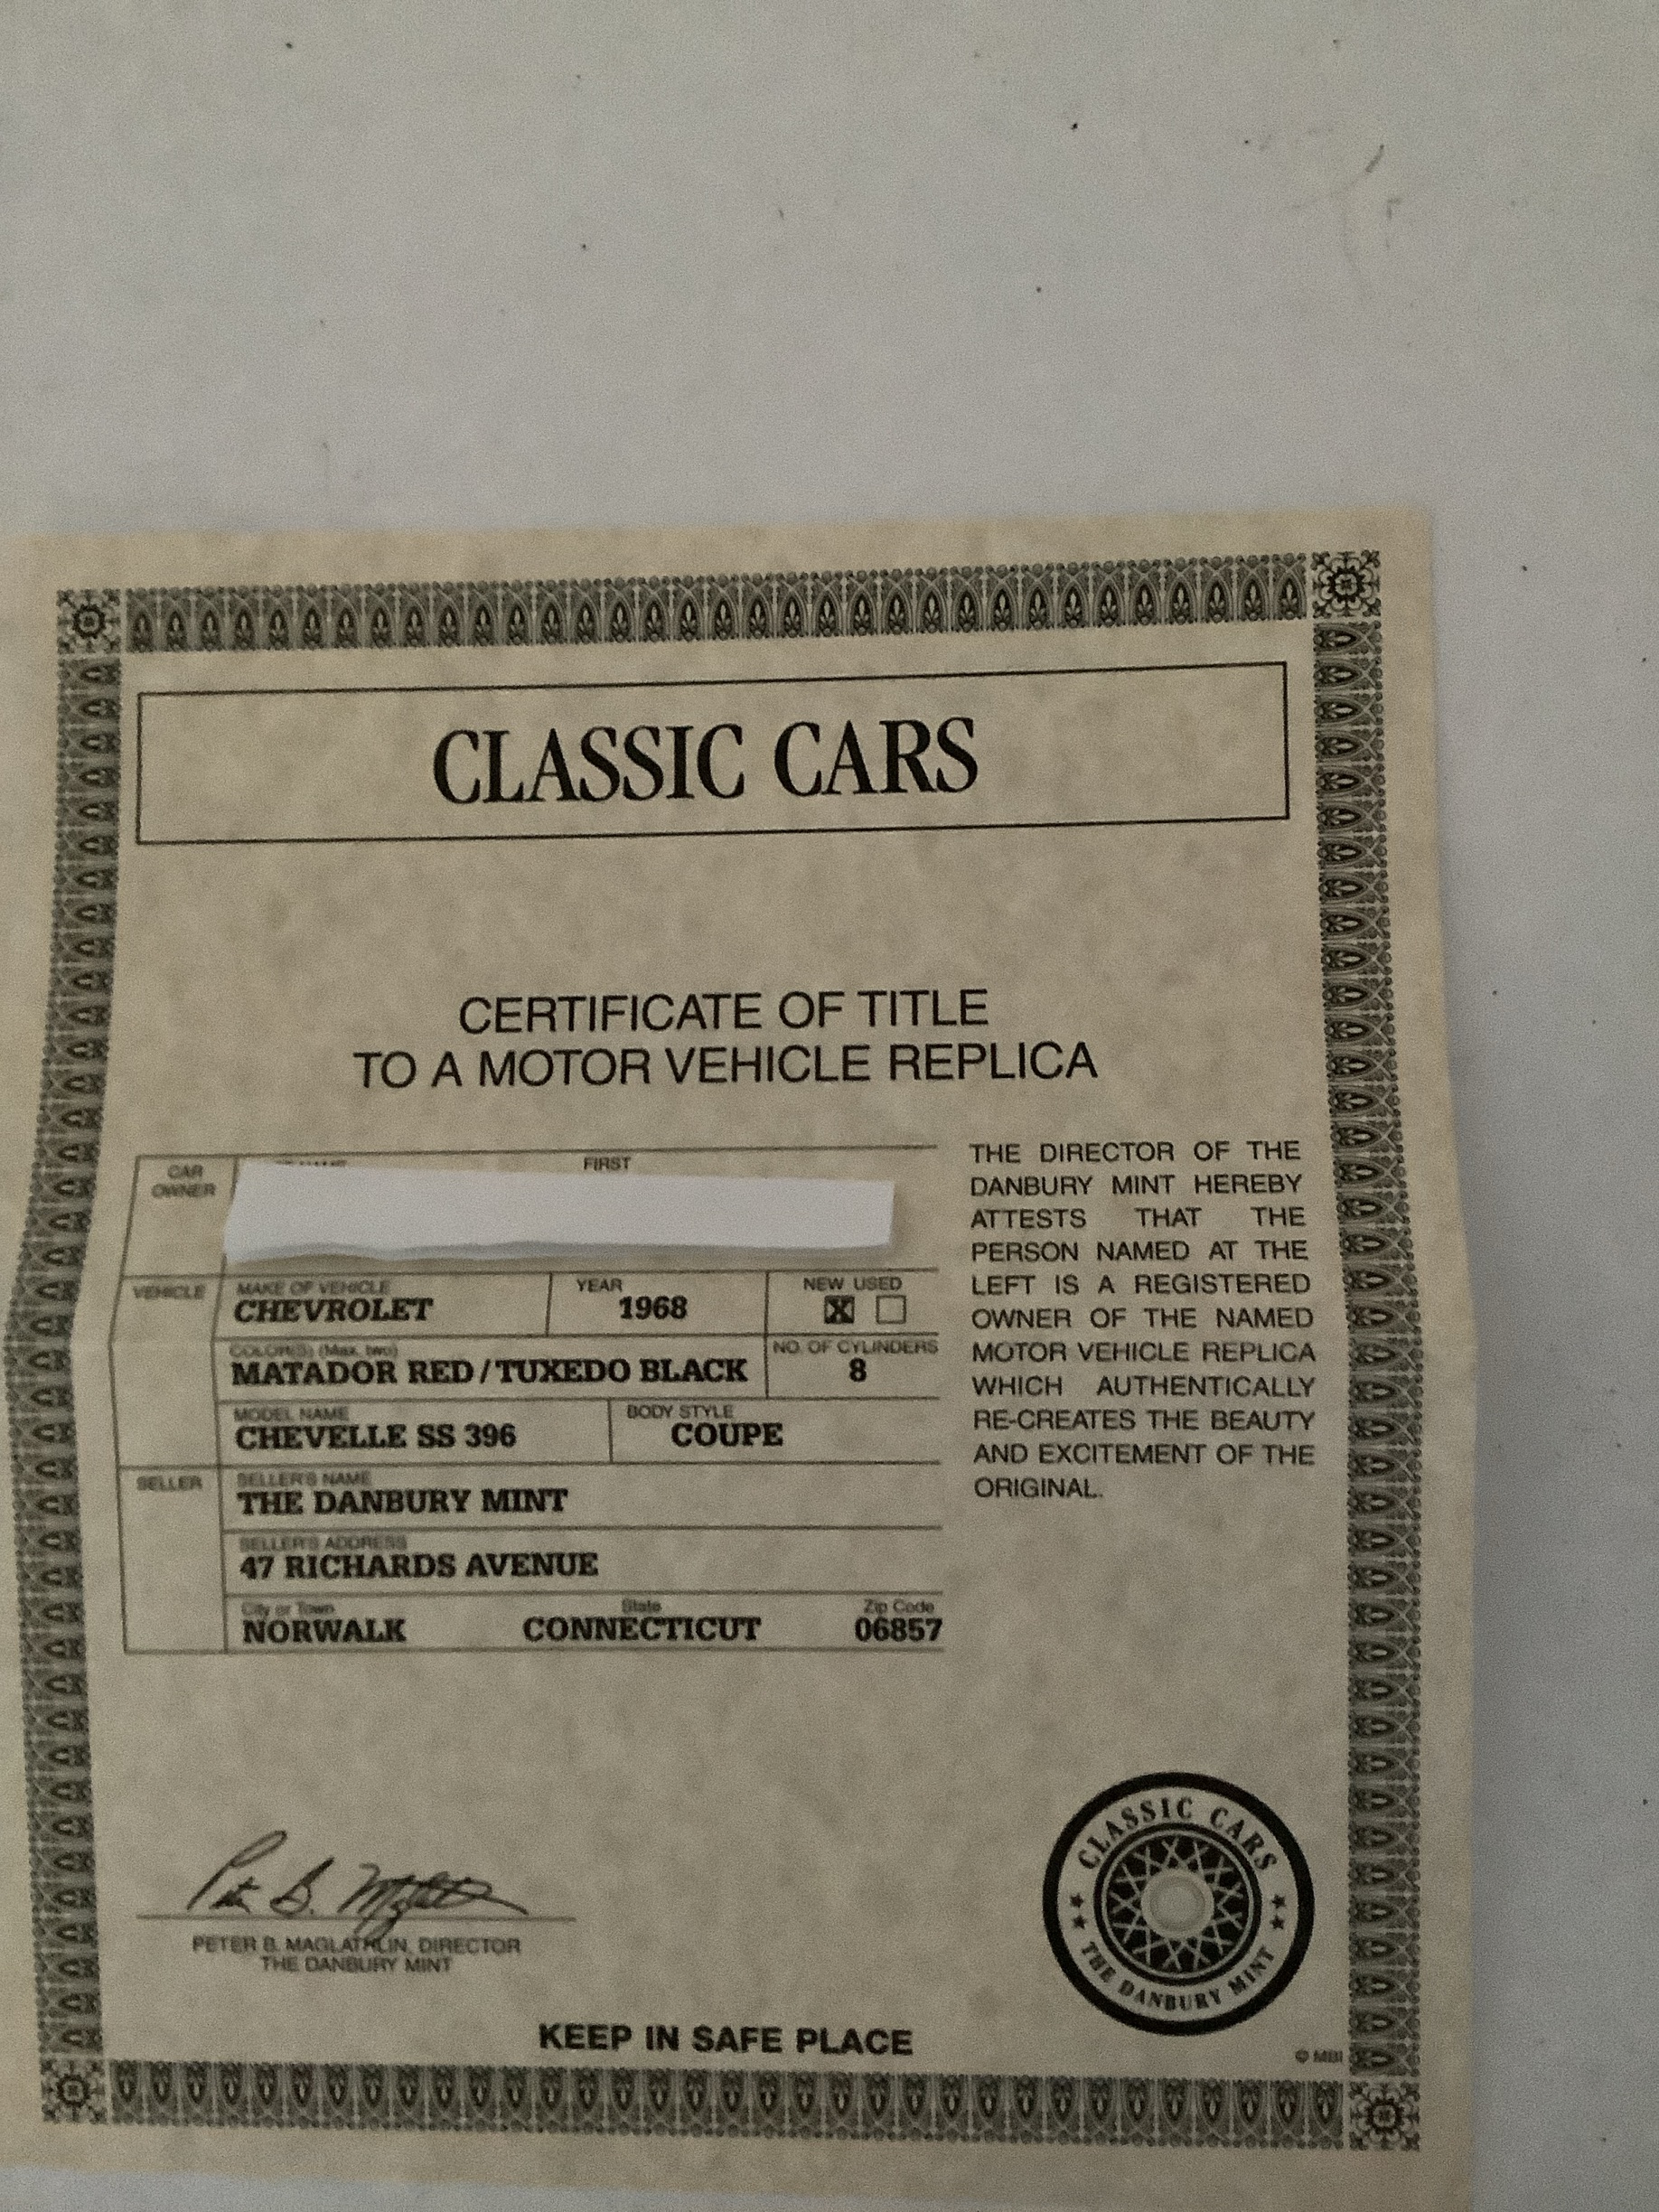 CLASSIC CARS
CERTIFICATE OF TITLE
TO A MOTOR VEHICLE REPLICA
CAR
OWNER
FIRST
VEHICLE
MAKE OF VEHICLE
CHEVROLET
YEAR
1968
NEW USED
X
COLOR(S) (Max. two)
MATADOR RED / TUXEDO BLACK
NO. OF CYLINDERS
8
MODEL NAME
CHEVELLE SS 396
BODY STYLE
COUPE
SELLER
SELLER'S NAME
THE DANBURY MINT
SELLER'S ADDRESS
47 RICHARDS AVENUE
City or Town State Zip Code
NORWALK CONNECTICUT 06857
THE DIRECTOR OF THE
DANBURY MINT HEREBY
ATTESTS THAT THE
PERSON NAMED AT THE
LEFT IS A REGISTERED
OWNER OF THE NAMED
MOTOR VEHICLE REPLICA
WHICH AUTHENTICALLY
RE-CREATES THE BEAUTY
AND EXCITEMENT OF THE
ORIGINAL.
PETER B. MAGLATHLIN, DIRECTOR
THE DANBURY MINT
CLASSIC CARS
THE DANBURY MINT
KEEP IN SAFE PLACE
© MBI